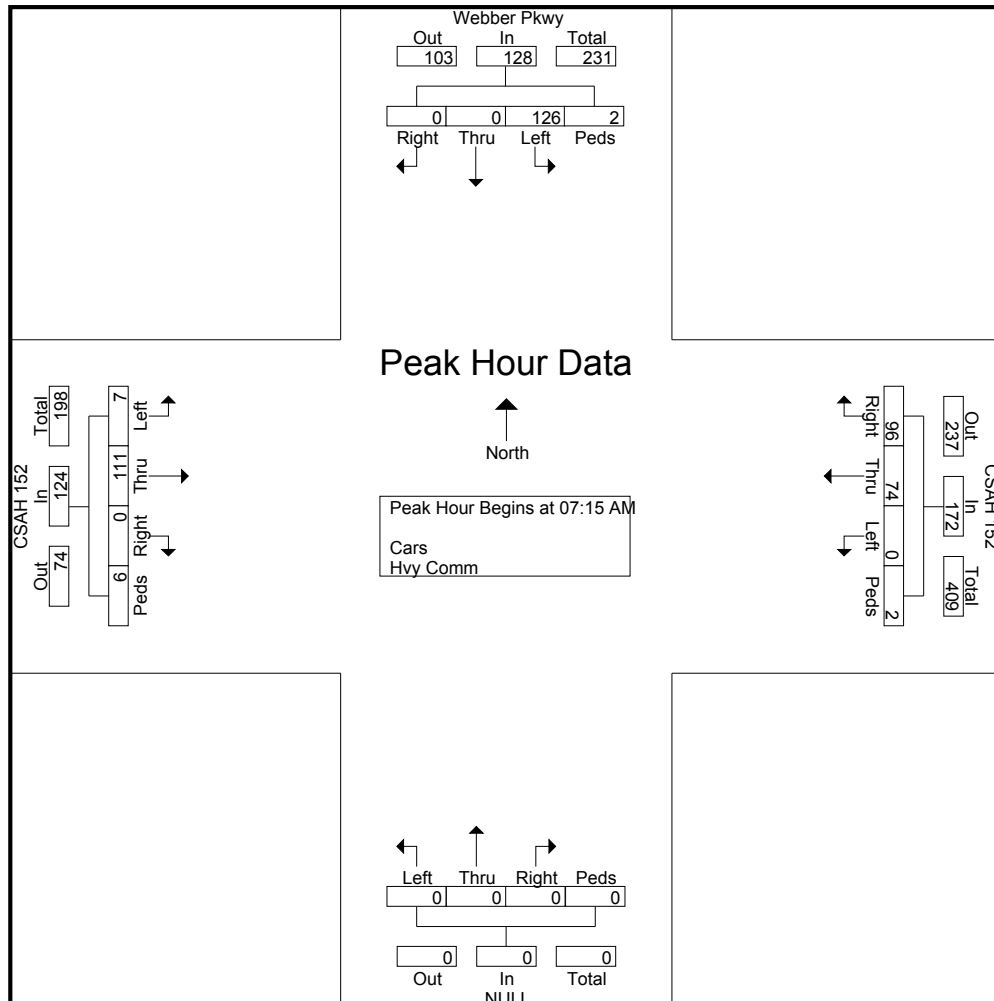 Webber Pkwy
Out In Total
103 128 231
0 0 126 2
Right Thru Left Peds
Peak Hour Data
North
Peak Hour Begins at 07:15 AM
Cars
Hvy Comm
CSAH 152
Total In Out
198 124 74
7 111 0 6
Left Thru Right Peds
Right Thru Left Peds
96 74 0 2
Out In Total
237 172 409
CSAH 152
Left Thru Right Peds
0 0 0 0
0 0 0
Out In Total
NULL